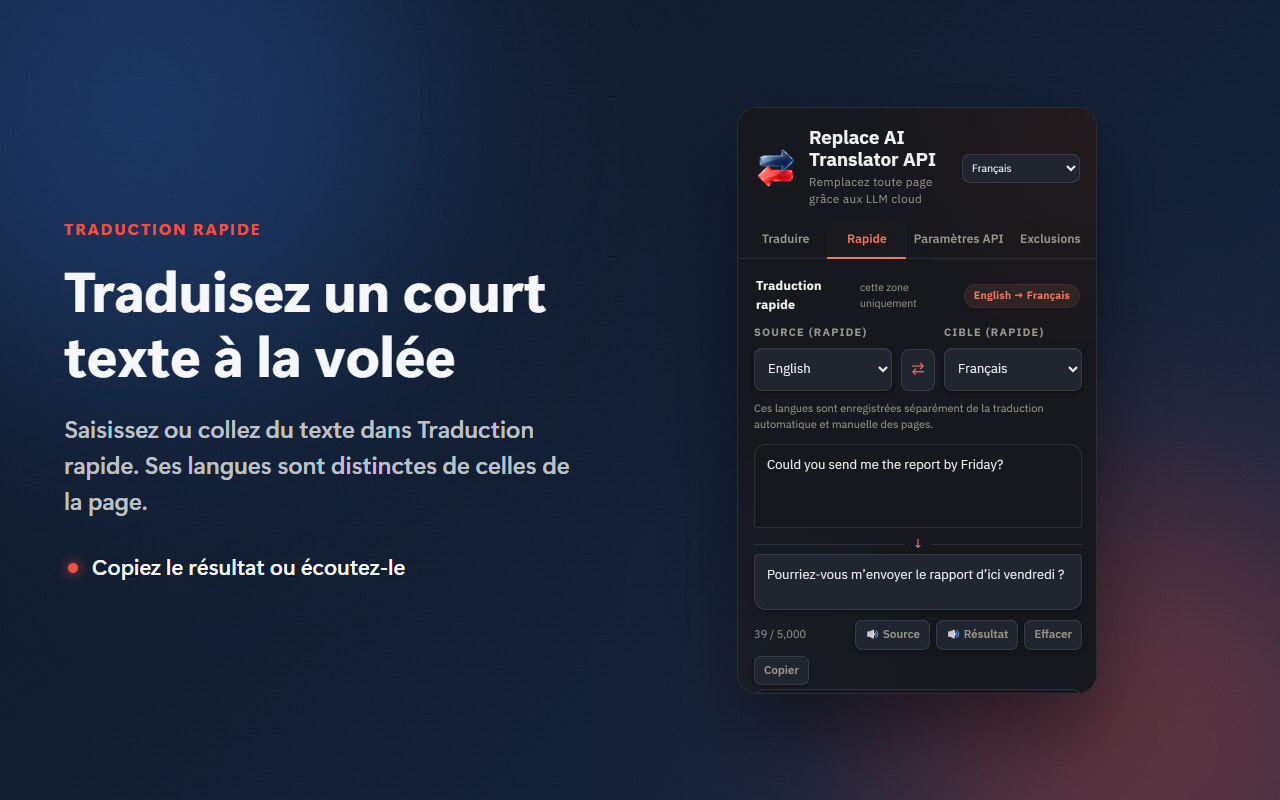 TRADUCTION RAPIDE
Traduisez un court
texte à la volée
Saisissez ou collez du texte dans Traduction
rapide. Ses langues sont distinctes de celles de
la page.
Copiez le résultat ou écoutez-le
Replace AI
Translator API
Remplacez toute page
grâce aux LLM cloud
Français
Traduire Rapide Paramètres API Exclusions
Traduction
rapide
cette zone
uniquement
English → Français
SOURCE (RAPIDE) CIBLE (RAPIDE)
English ⇄ Français
Ces langues sont enregistrées séparément de la traduction
automatique et manuelle des pages.
Could you send me the report by Friday?
↓
Pourriez-vous m’envoyer le rapport d’ici vendredi ?
39 / 5,000 🔊 Source 🔊 Résultat Effacer
Copier